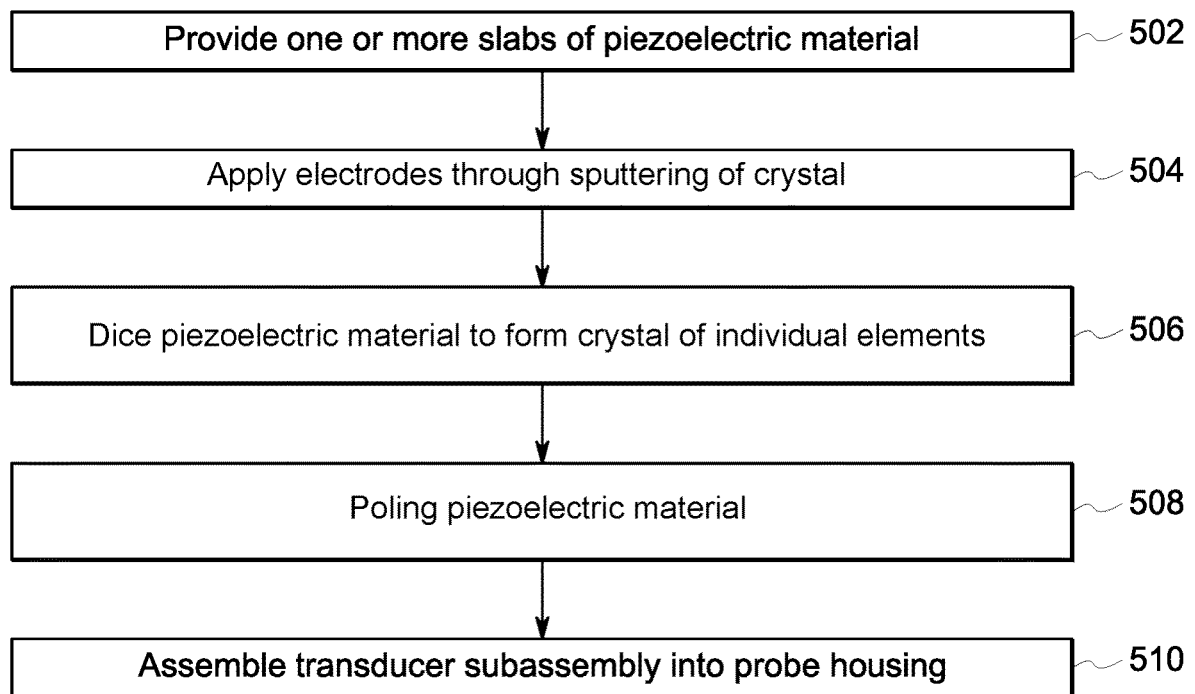 Provide one or more slabs of piezoelectric material 502
Apply electrodes through sputtering of crystal 504
Dice piezoelectric material to form crystal of individual elements 506
Poling piezoelectric material 508
Assemble transducer subassembly into probe housing 510